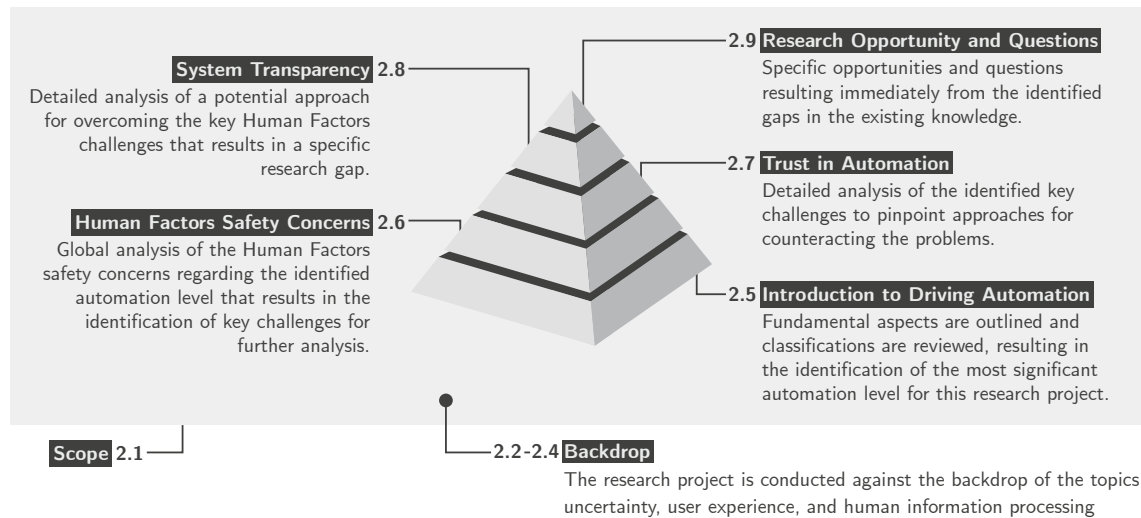 System Transparency 2.8
Detailed analysis of a potential approach
for overcoming the key Human Factors
challenges that results in a specific
research gap.
Human Factors Safety Concerns 2.6
Global analysis of the Human Factors
safety concerns regarding the identified
automation level that results in the
identification of key challenges for
further analysis.
2.9 Research Opportunity and Questions
Specific opportunities and questions
resulting immediately from the identified
gaps in the existing knowledge.
2.7 Trust in Automation
Detailed analysis of the identified key
challenges to pinpoint approaches for
counteracting the problems.
2.5 Introduction to Driving Automation
Fundamental aspects are outlined and
classifications are reviewed, resulting in
the identification of the most significant
automation level for this research project.
Scope 2.1
2.2-2.4 Backdrop
The research project is conducted against the backdrop of the topics
uncertainty, user experience, and human information processing